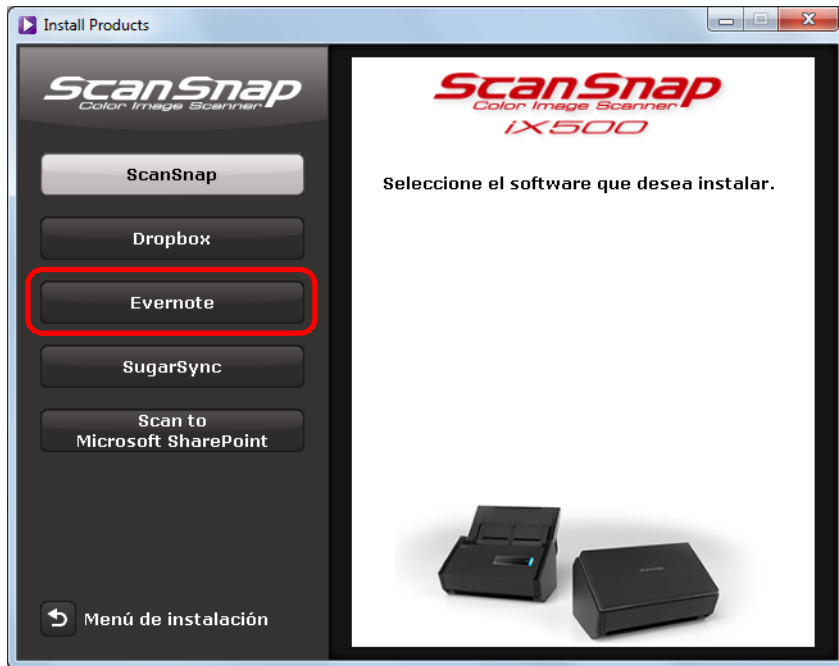 Install Products
ScanSnap
Color Image Scanner
ScanSnap
Dropbox
Evernote
SugarSync
Scan to
Microsoft SharePoint
Menú de instalación
ScanSnap
Color Image Scanner
iX500
Seleccione el software que desea instalar.